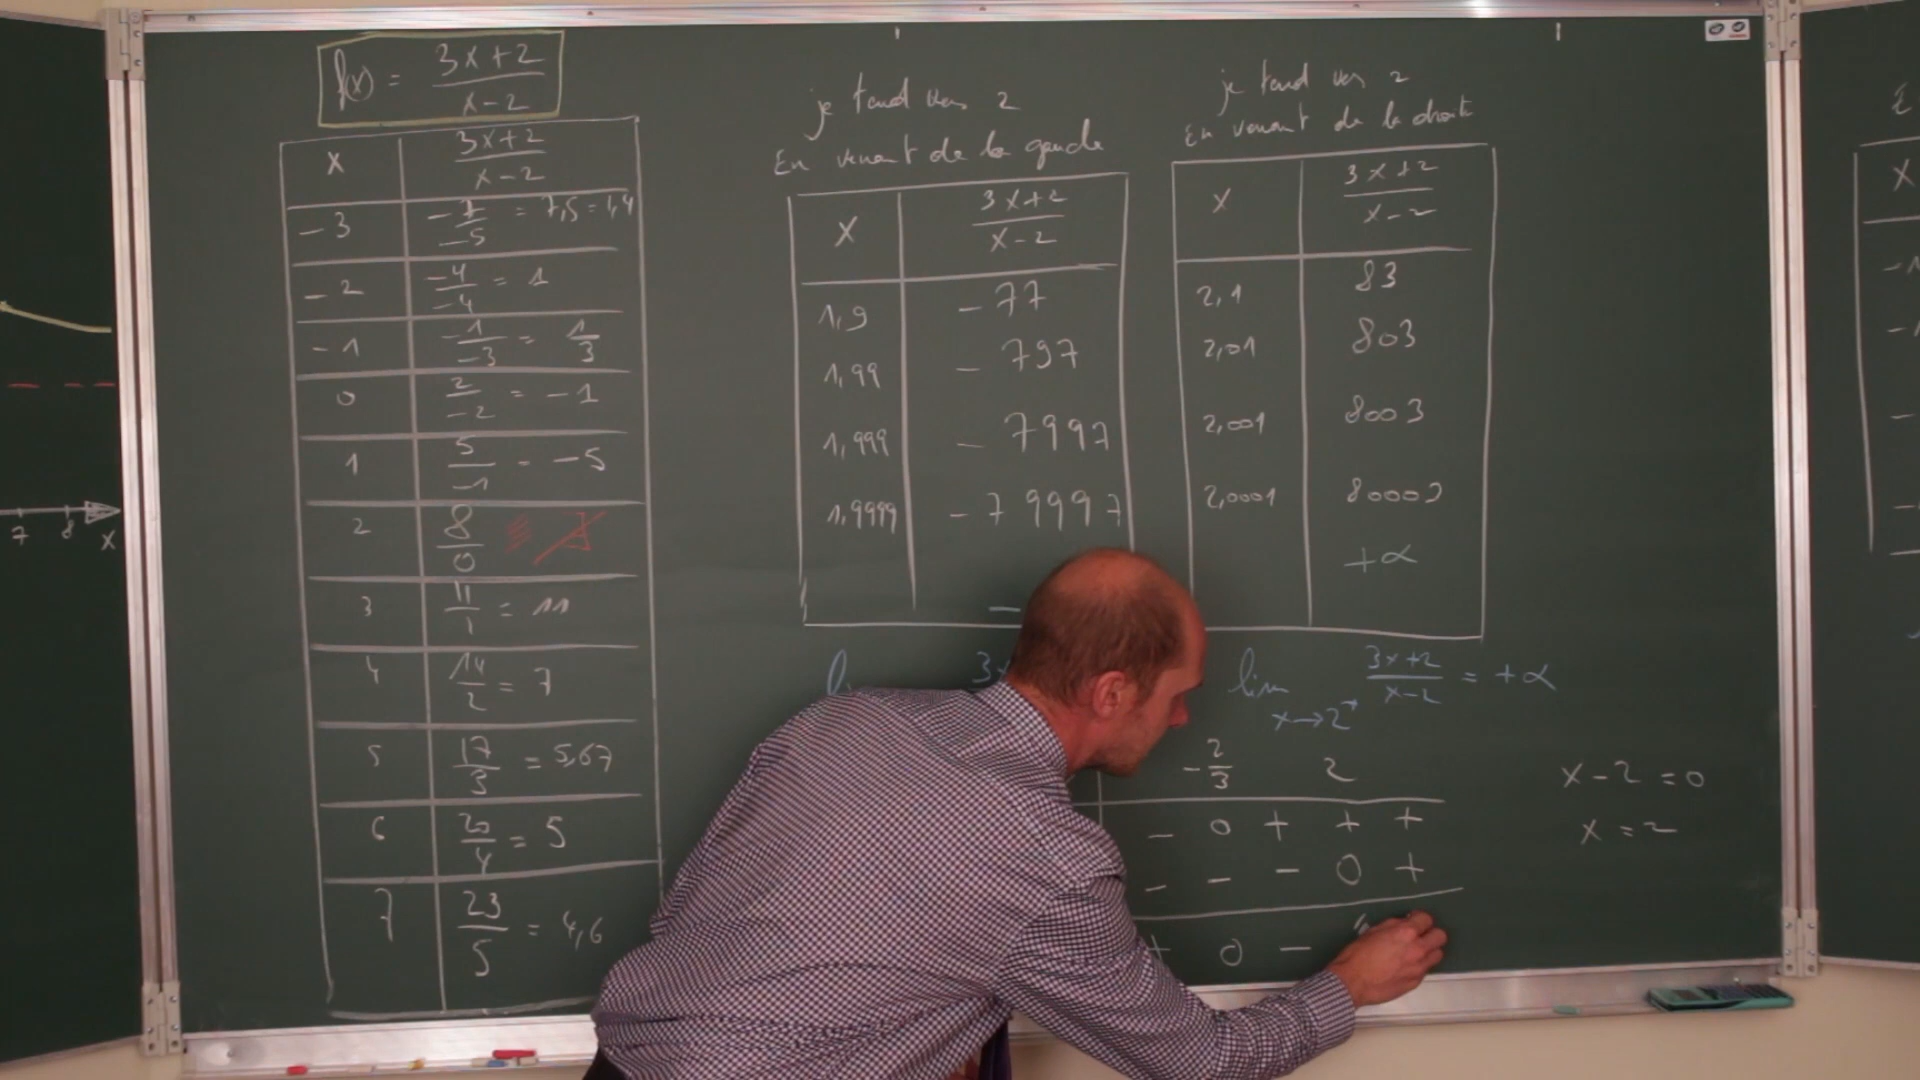 f(x) = 3x+2 / x-2
x | 3x+2 / x-2
-3 | -7/-5 = 7,5 = 1,4
-2 | -4/-4 = 1
-1 | -1/-3 = 1/3
0 | 2/-2 = -1
1 | 5/-1 = -5
2 | 8/0
3 | 11/1 = 11
4 | 14/2 = 7
5 | 17/3 = 5,67
6 | 20/4 = 5
7 | 23/5 = 4,6
je tend vers 2
En venant de la gauche
x | 3x+2 / x-2
1,9 | -77
1,99 | -797
1,999 | -7997
1,9999 | -79997
je tend vers 2
En venant de la droite
x | 3x+2 / x-2
2,1 | 83
2,01 | 803
2,001 | 8003
2,0001 | 80003
+∝
lim x→2⁺ 3x+2 / x-2 = +∝
-2/3 2
- 0 + + +
- - - 0 +
+ 0 -
x-2 = 0
x = 2
7 8 x
x